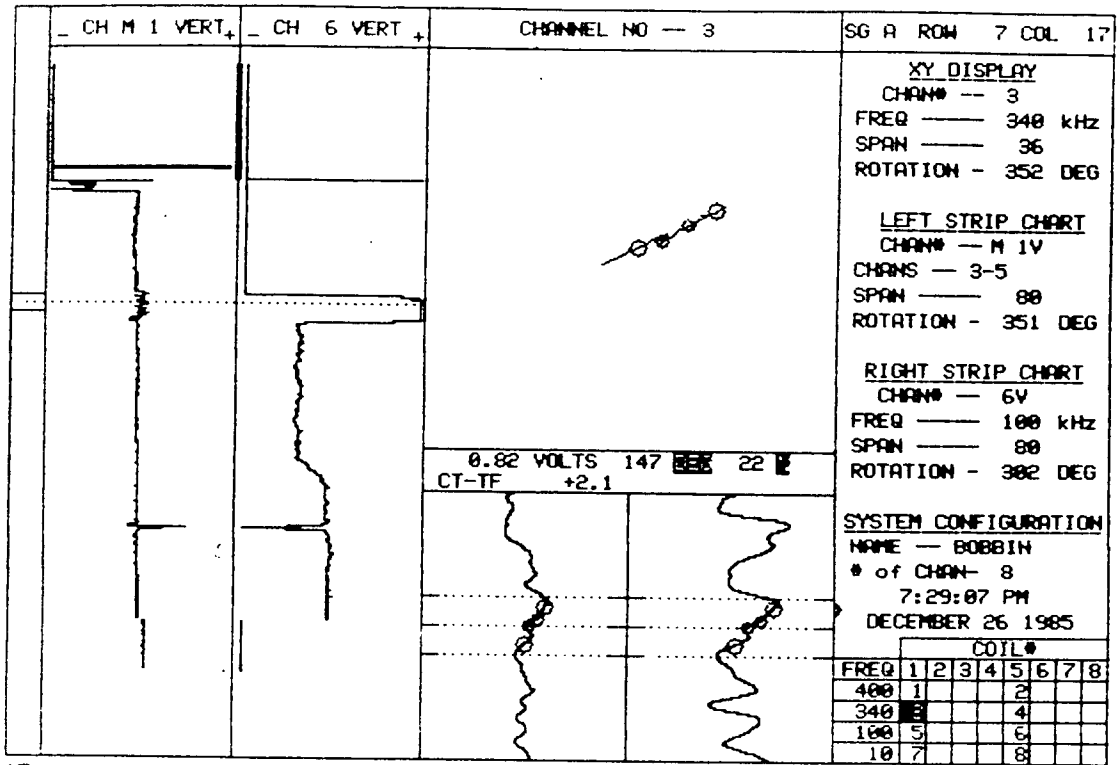 _ CH M 1 VERT +
_ CH 6 VERT +
CHANNEL NO -- 3
SG A ROW 7 COL 17
XY DISPLAY
CHAN# -- 3
FREQ ----- 340 kHz
SPAN ----- 36
ROTATION - 352 DEG
LEFT STRIP CHART
CHAN# -- M 1V
CHANS -- 3-5
SPAN ----- 80
ROTATION - 351 DEG
RIGHT STRIP CHART
CHAN# -- 6V
FREQ ----- 100 kHz
SPAN ----- 80
ROTATION - 302 DEG
0.82 VOLTS 147 22
CT-TF +2.1
SYSTEM CONFIGURATION
NAME -- BOBBIN
# of CHAN- 8
7:29:07 PM
DECEMBER 26 1985
COIL#
FREQ 1 2 3 4 5 6 7 8
400 1 2
340 3 4
100 5 6
10 7 8